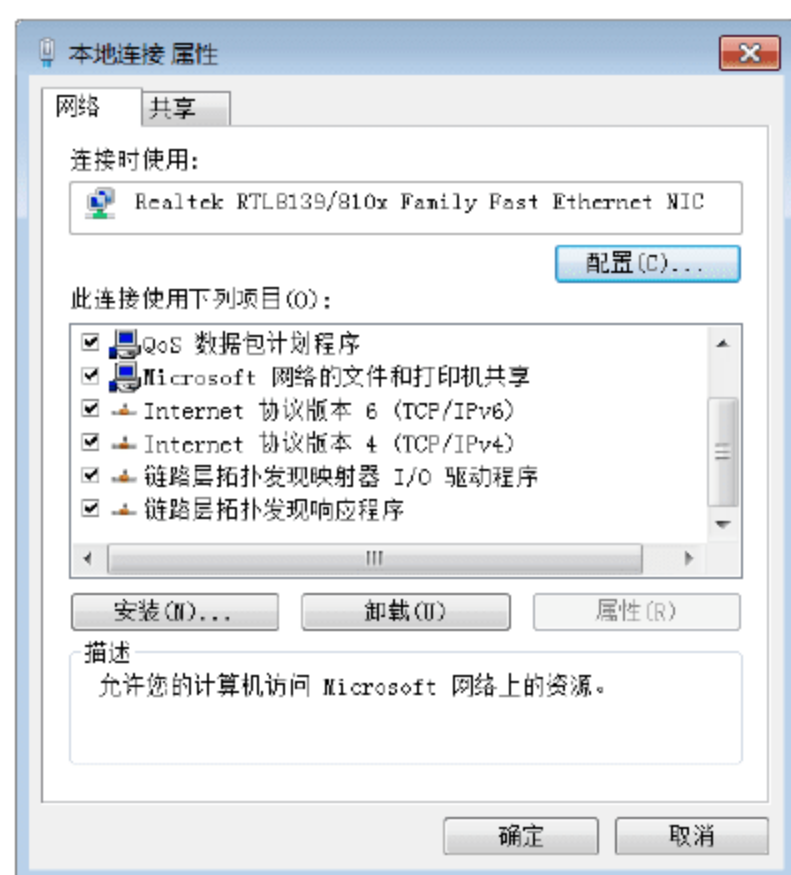 本地连接 属性
网络
共享
连接时使用:
Realtek RTL8139/810x Family Fast Ethernet NIC
配置(C)...
此连接使用下列项目(O):
QoS 数据包计划程序
Microsoft 网络的文件和打印机共享
Internet 协议版本 6 (TCP/IPv6)
Internet 协议版本 4 (TCP/IPv4)
链路层拓扑发现映射器 I/O 驱动程序
链路层拓扑发现响应程序
安装(N)...
卸载(U)
属性(R)
描述
允许您的计算机访问 Microsoft 网络上的资源。
确定
取消